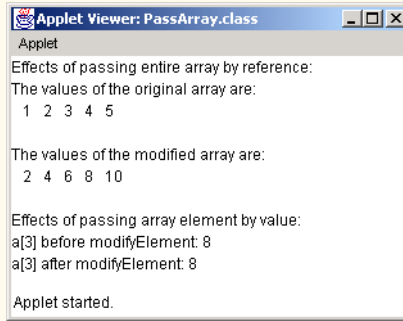 Applet Viewer: PassArray.class
Applet
Effects of passing entire array by reference:
The values of the original array are:
1 2 3 4 5
The values of the modified array are:
2 4 6 8 10
Effects of passing array element by value:
a[3] before modifyElement: 8
a[3] after modifyElement: 8
Applet started.